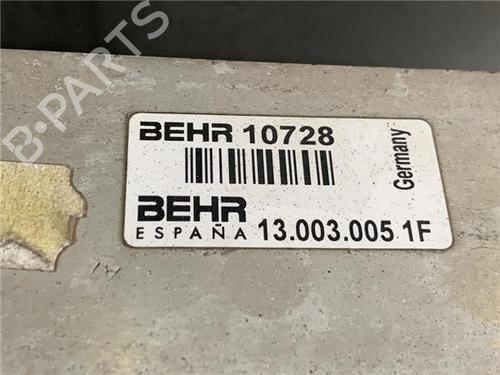 B-PARTS
BEHR 10728
Germany
BEHR
ESPAÑA 13.003.005 1F